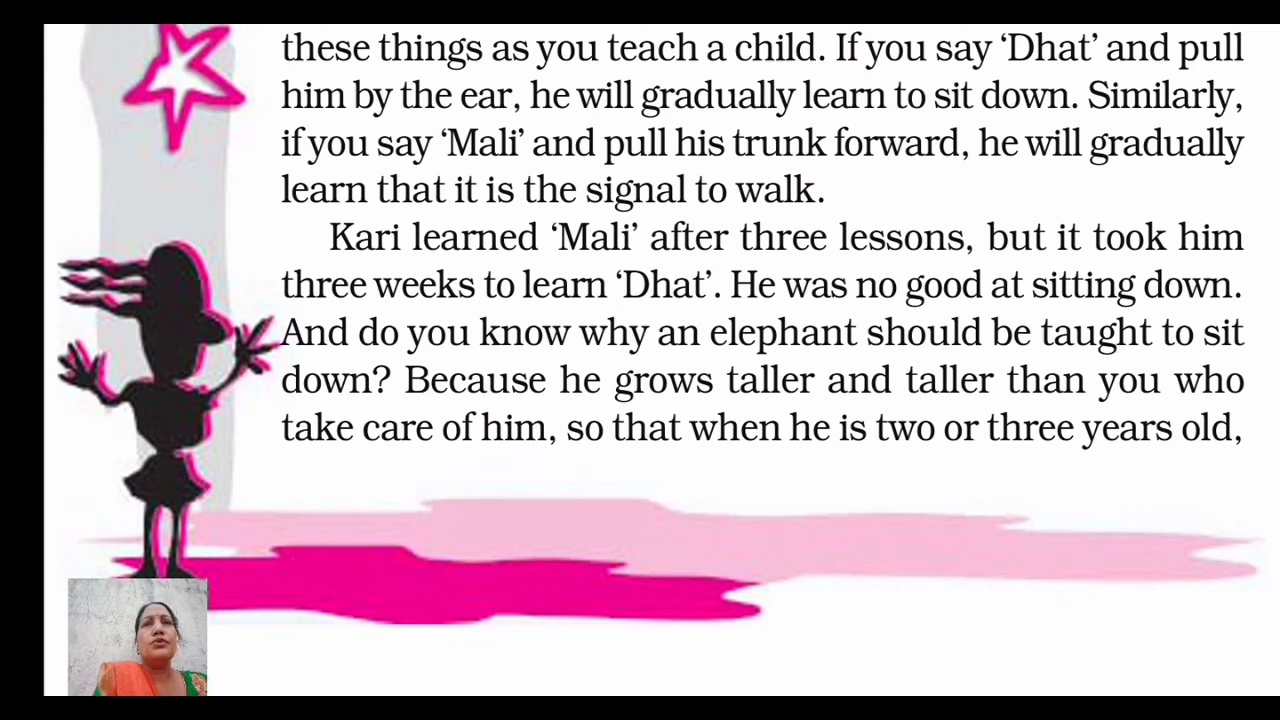 these things as you teach a child. If you say ‘Dhat’ and pull
him by the ear, he will gradually learn to sit down. Similarly,
if you say ‘Mali’ and pull his trunk forward, he will gradually
learn that it is the signal to walk.
Kari learned ‘Mali’ after three lessons, but it took him
three weeks to learn ‘Dhat’. He was no good at sitting down.
And do you know why an elephant should be taught to sit
down? Because he grows taller and taller than you who
take care of him, so that when he is two or three years old,